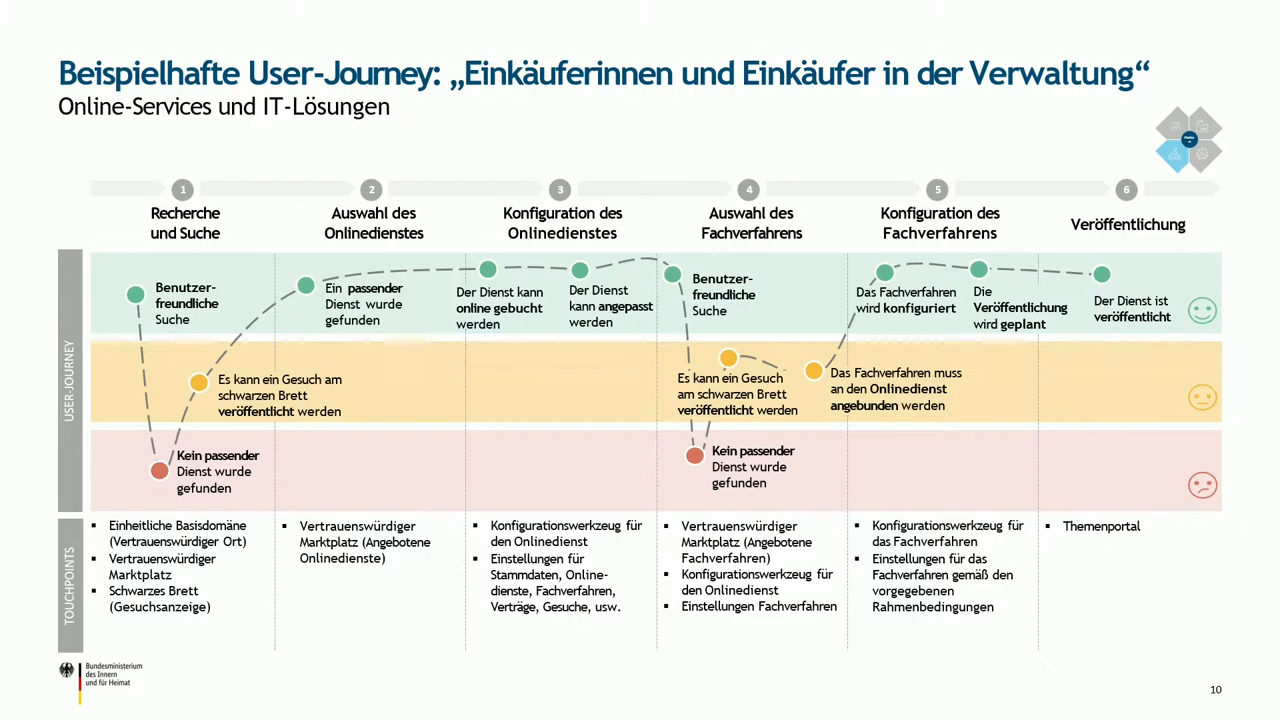 Beispielhafte User-Journey: „Einkäuferinnen und Einkäufer in der Verwaltung“
Online-Services und IT-Lösungen
1
2
3
4
5
6
Recherche
und Suche
Auswahl des
Onlinedienstes
Konfiguration des
Onlinedienstes
Auswahl des
Fachverfahrens
Konfiguration des
Fachverfahrens
Veröffentlichung
USER-JOURNEY
Benutzer-
freundliche
Suche
Ein passender
Dienst wurde
gefunden
Der Dienst kann
online gebucht
werden
Der Dienst
kann angepasst
werden
Benutzer-
freundliche
Suche
Das Fachverfahren
wird konfiguriert
Die
Veröffentlichung
wird geplant
Der Dienst ist
veröffentlicht
Es kann ein Gesuch am
schwarzen Brett
veröffentlicht werden
Es kann ein Gesuch
am schwarzen Brett
veröffentlicht werden
Das Fachverfahren muss
an den Onlinedienst
angebunden werden
Kein passender
Dienst wurde
gefunden
Kein passender
Dienst wurde
gefunden
TOUCHPOINTS
▪ Einheitliche Basisdomäne
(Vertrauenswürdiger Ort)
▪ Vertrauenswürdiger
Marktplatz
▪ Schwarzes Brett
(Gesuchsanzeige)
▪ Vertrauenswürdiger
Marktplatz (Angebotene
Onlinedienste)
▪ Konfigurationswerkzeug für
den Onlinedienst
▪ Einstellungen für
Stammdaten, Online-
dienste, Fachverfahren,
Verträge, Gesuche, usw.
▪ Vertrauenswürdiger
Marktplatz (Angebotene
Fachverfahren)
▪ Konfigurationswerkzeug für
den Onlinedienst
▪ Einstellungen Fachverfahren
▪ Konfigurationswerkzeug für
das Fachverfahren
▪ Einstellungen für das
Fachverfahren gemäß den
vorgegebenen
Rahmenbedingungen
▪ Themenportal
Bundesministerium
des Innern
und für Heimat
10